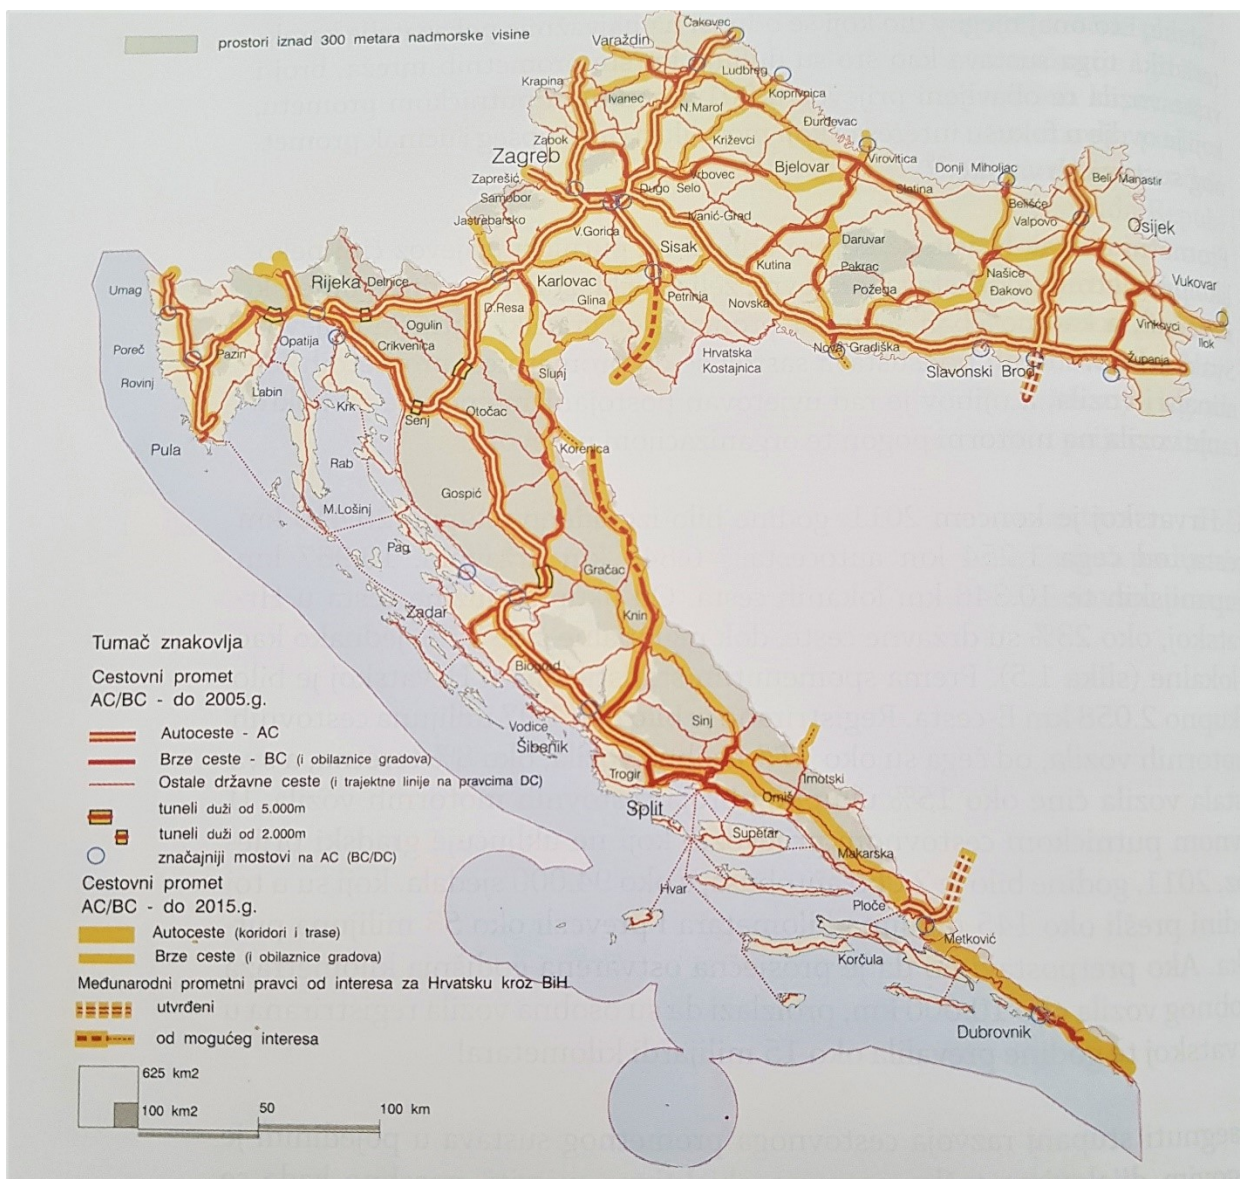 prostori iznad 300 metara nadmorske visine
Čakovec
Varaždin
Ludbreg
Krapina
Koprivnica
Ivanec
N.Marof
Đurđevac
Zabok
Križevci
Zagreb
Bjelovar
Virovitica
Donji Miholjac
Beli Manastir
Zaprešić
Vrbovec
Dugo Selo
Slatina
Belišće
Samobor
Valpovo
Jastrebarsko
Ivanić-Grad
Osijek
V.Gorica
Sisak
Daruvar
Kutina
Pakrac
Našice
Rijeka
Delnice
Karlovac
Umag
Petrinja
Požega
Đakovo
Vukovar
Glina
Novska
D.Resa
Ogulin
Vinkovci
Opatija
Crikvenica
Ilok
Poreč
Pazin
Nova Gradiška
Hrvatska
Kostajnica
Županja
Slavonski Brod
Rovinj
Labin
Slunj
Krk
Senj
Otočac
Pula
Korenica
Rab
Gospić
M.Lošinj
Pag
Gračac
Zadar
Knin
Biograd
Vodice
Sinj
Šibenik
Trogir
Imotski
Split
Omiš
Supetar
Makarska
Hvar
Ploče
Metković
Korčula
Dubrovnik
Tumač znakovlja
Cestovni promet
AC/BC - do 2005.g.
Autoceste - AC
Brze ceste - BC (i obilaznice gradova)
Ostale državne ceste (i trajektne linije na pravcima DC)
tuneli duži od 5.000m
tuneli duži od 2.000m
značajniji mostovi na AC (BC/DC)
Cestovni promet
AC/BC - do 2015.g.
Autoceste (koridori i trase)
Brze ceste (i obilaznice gradova)
Međunarodni prometni pravci od interesa za Hrvatsku kroz BiH
utvrđeni
od mogućeg interesa
625 km2
100 km2
50
100 km